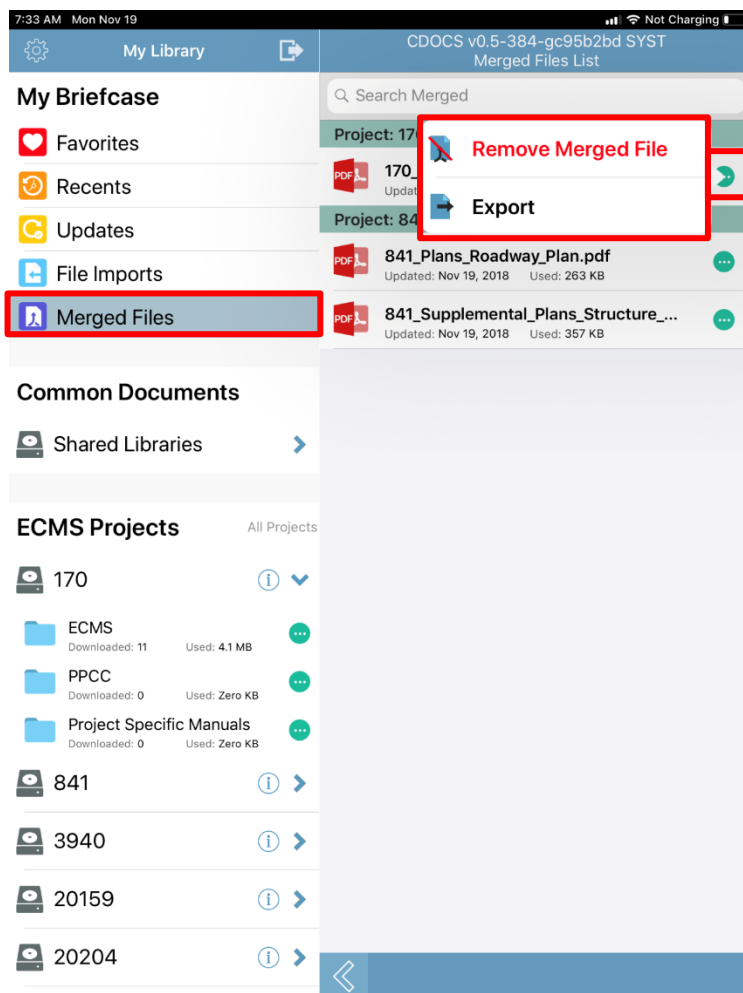 7:33 AM Mon Nov 19
Not Charging
My Library
CDOCS v0.5-384-gc95b2bd SYST
Merged Files List
My Briefcase
Favorites
Recents
Updates
File Imports
Merged Files
Common Documents
Shared Libraries
ECMS Projects
All Projects
170
ECMS
Downloaded: 11 Used: 4.1 MB
PPCC
Downloaded: 0 Used: Zero KB
Project Specific Manuals
Downloaded: 0 Used: Zero KB
841
3940
20159
20204
Search Merged
Project: 17
Remove Merged File
PDF
170_
Updat
Export
Project: 84
PDF
841_Plans_Roadway_Plan.pdf
Updated: Nov 19, 2018 Used: 263 KB
PDF
841_Supplemental_Plans_Structure_...
Updated: Nov 19, 2018 Used: 357 KB